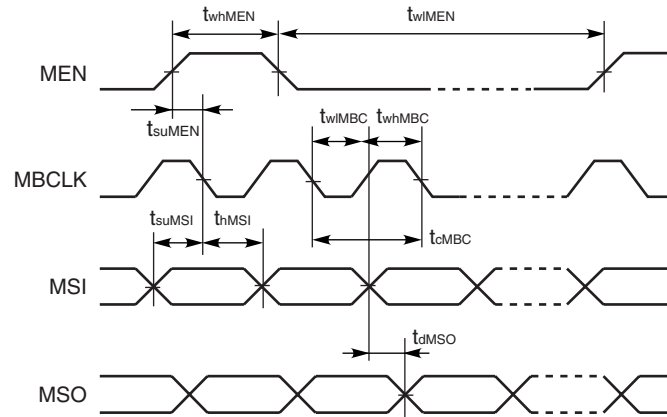 twhMEN twlMEN
MEN
tsuMEN
twlMBC twhMBC
MBCLK
tsuMSI thMSI
tcMBC
MSI
tdMSO
MSO